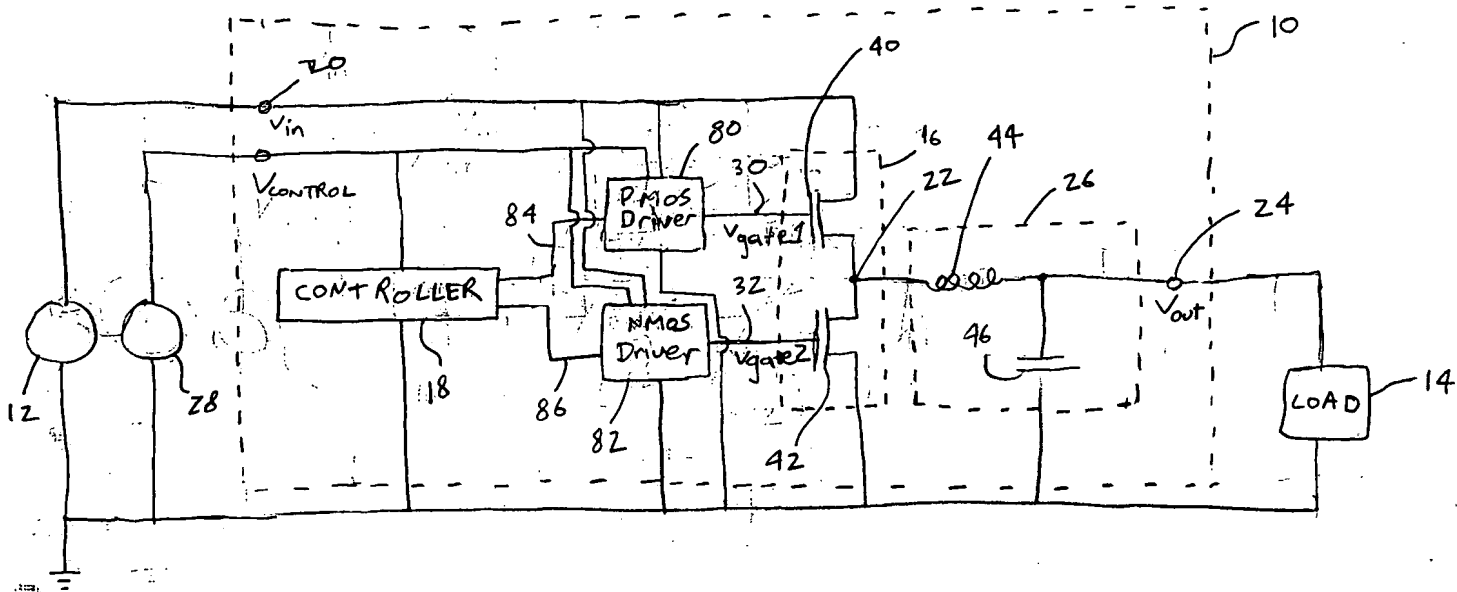 10
20
40
Vin
80
16
44
VCONTROL
30
22
26
24
PMOS
Driver
Vgate1
84
CONTROLLER
32
Vout
NMOS
Driver
Vgate2
46
12
28
18
86
82
42
LOAD
14